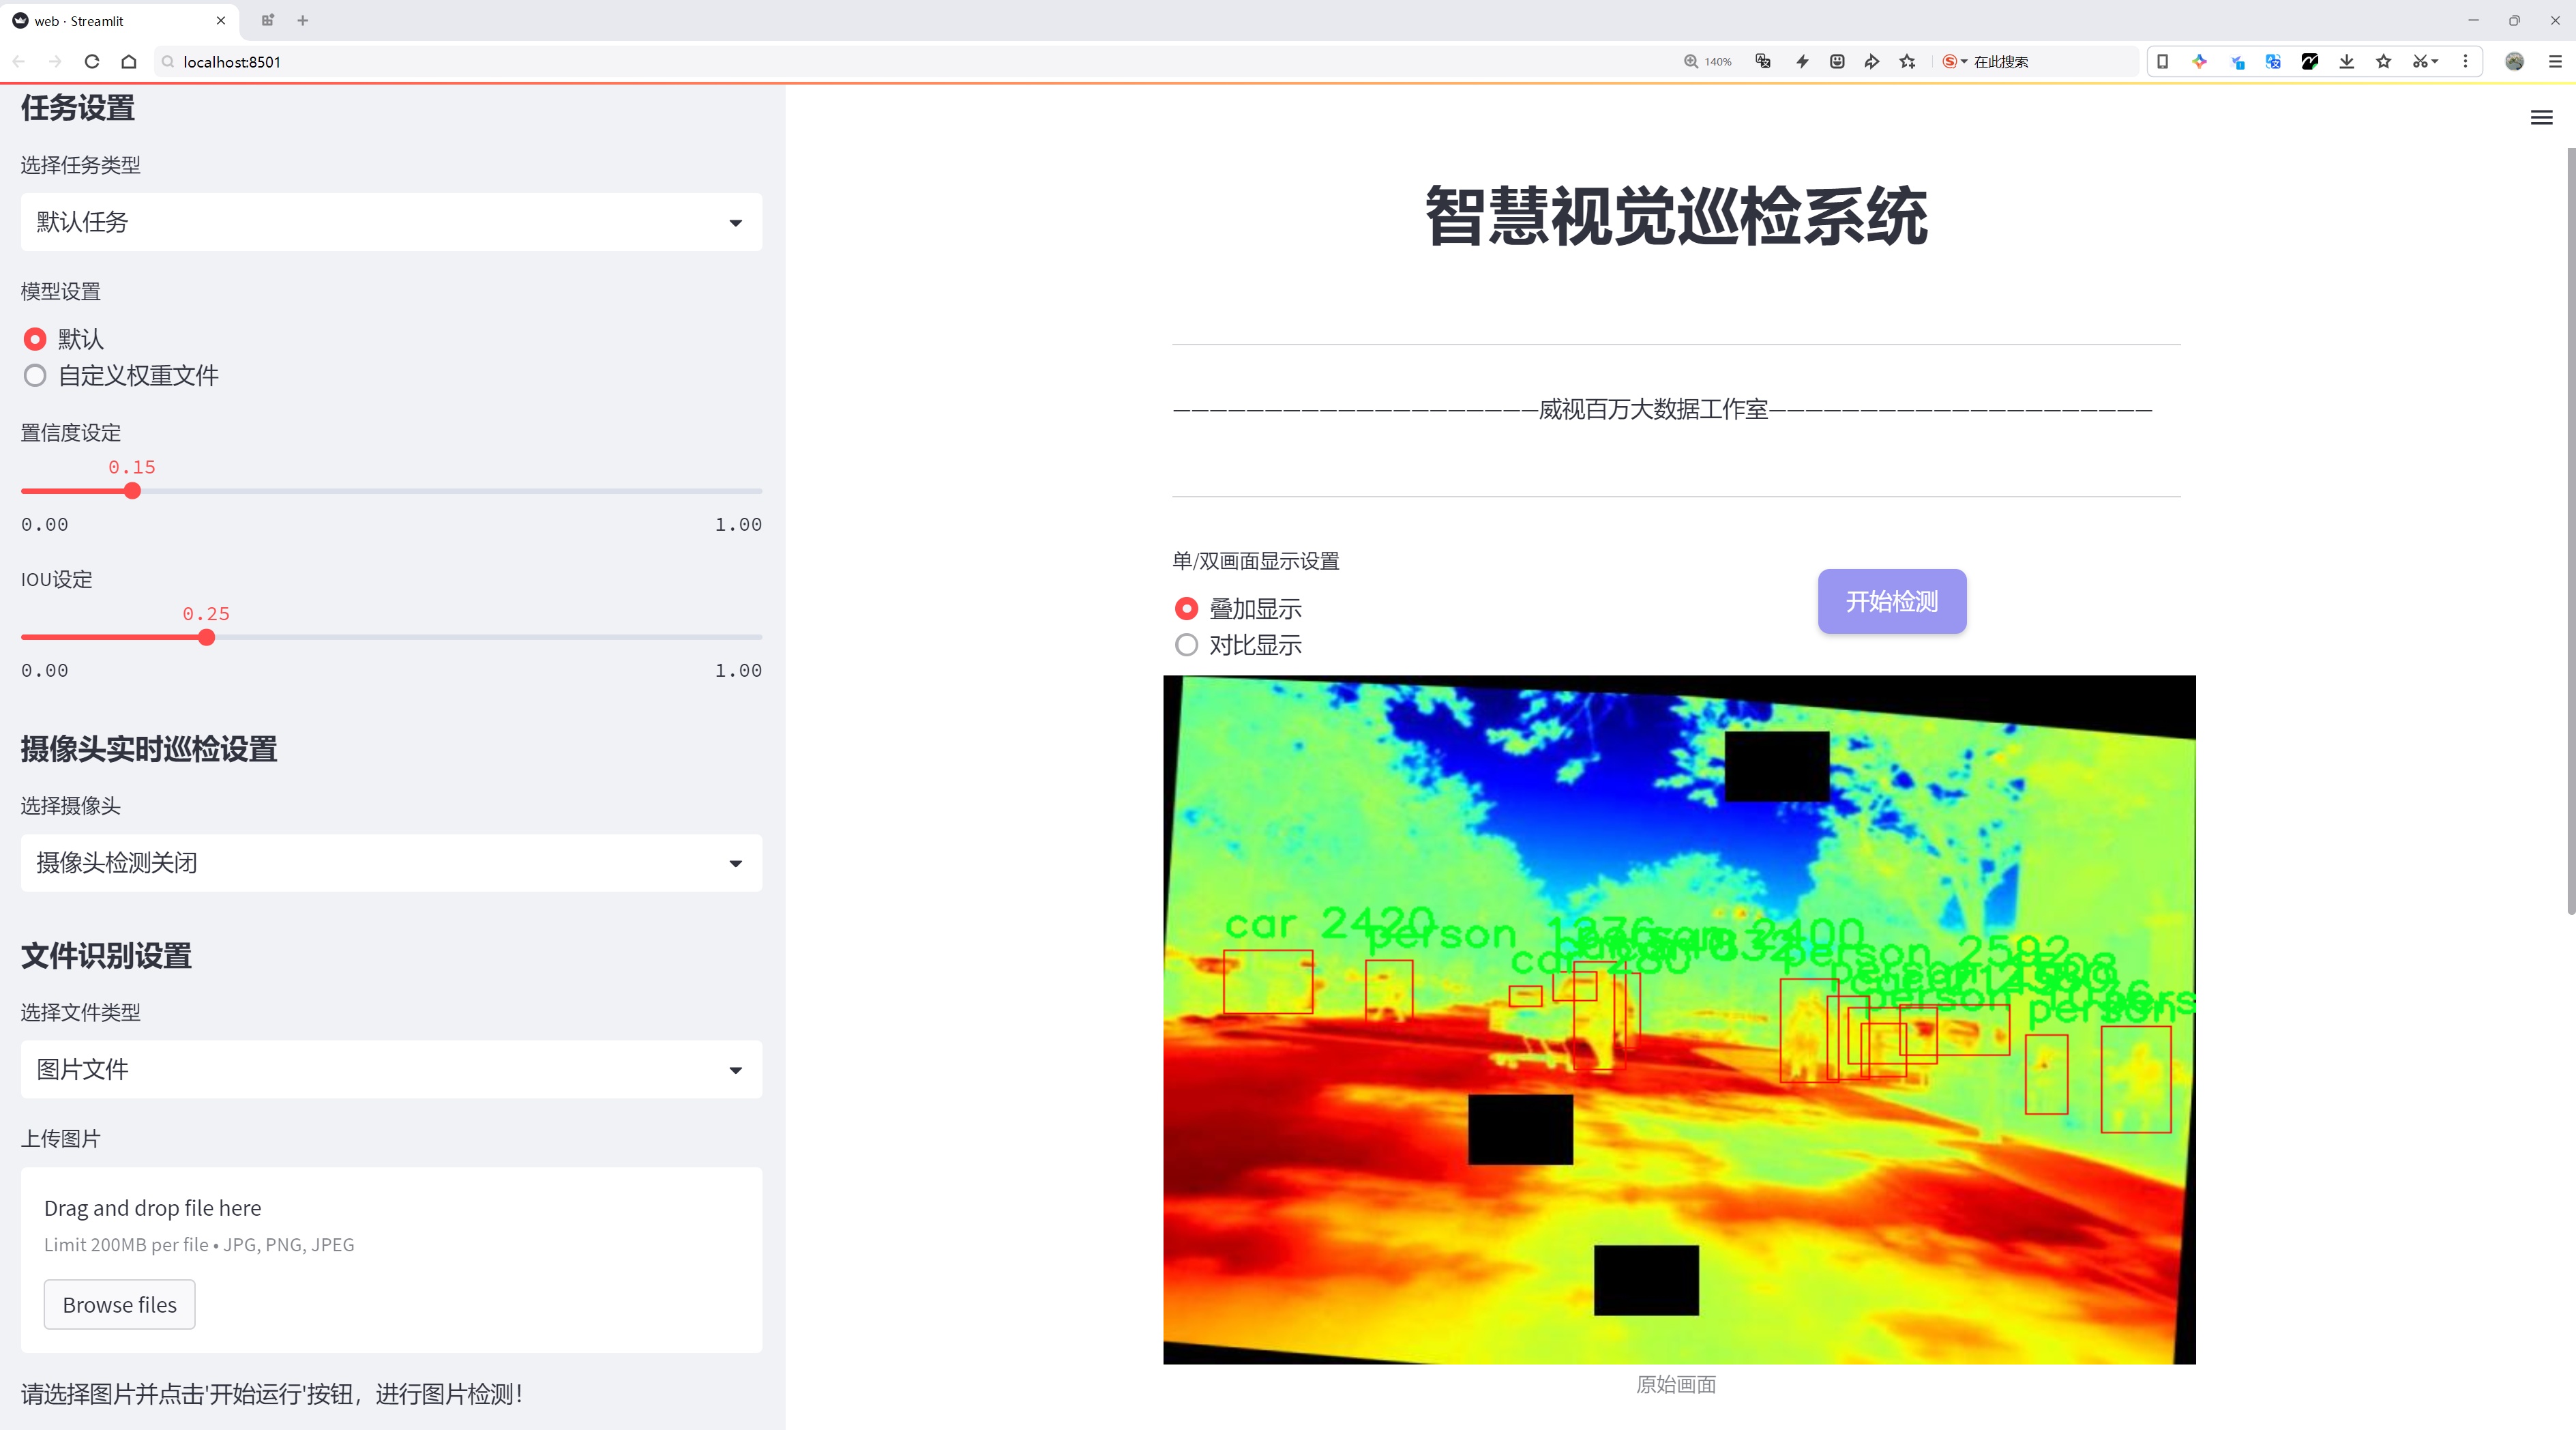 web · Streamlit
localhost:8501
140%
在此搜索
任务设置
选择任务类型
默认任务
模型设置
默认
自定义权重文件
置信度设定
0.15
0.00 1.00
IOU设定
0.25
0.00 1.00
摄像头实时巡检设置
选择摄像头
摄像头检测关闭
文件识别设置
选择文件类型
图片文件
上传图片
Drag and drop file here
Limit 200MB per file • JPG, PNG, JPEG
Browse files
请选择图片并点击'开始运行'按钮，进行图片检测！
智慧视觉巡检系统
————————————————————威视百万大数据工作室—————————————————————
单/双画面显示设置
叠加显示
对比显示
开始检测
car 2420
person 1376
2400
car 280
person 2592
person
person
原始画面